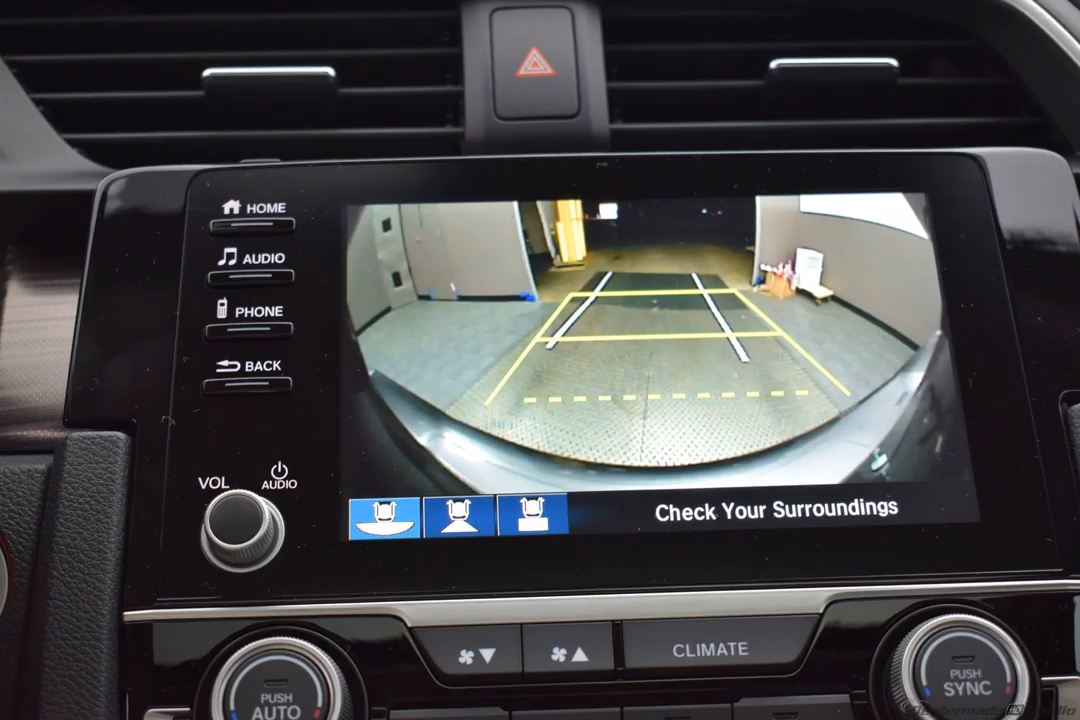 HOME
AUDIO
PHONE
BACK
VOL
AUDIO
Check Your Surroundings
CLIMATE
PUSH
AUTO
PUSH
SYNC